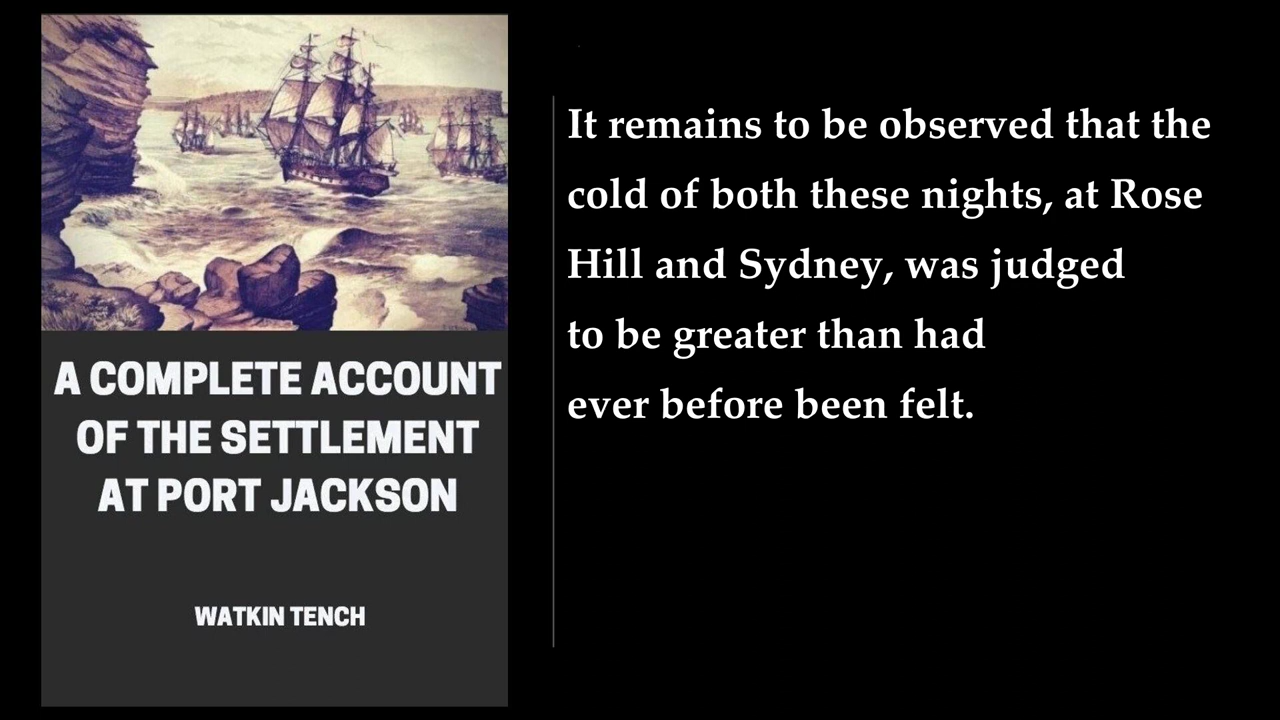 A COMPLETE ACCOUNT
OF THE SETTLEMENT
AT PORT JACKSON
WATKIN TENCH
It remains to be observed that the
cold of both these nights, at Rose
Hill and Sydney, was judged
to be greater than had
ever before been felt.